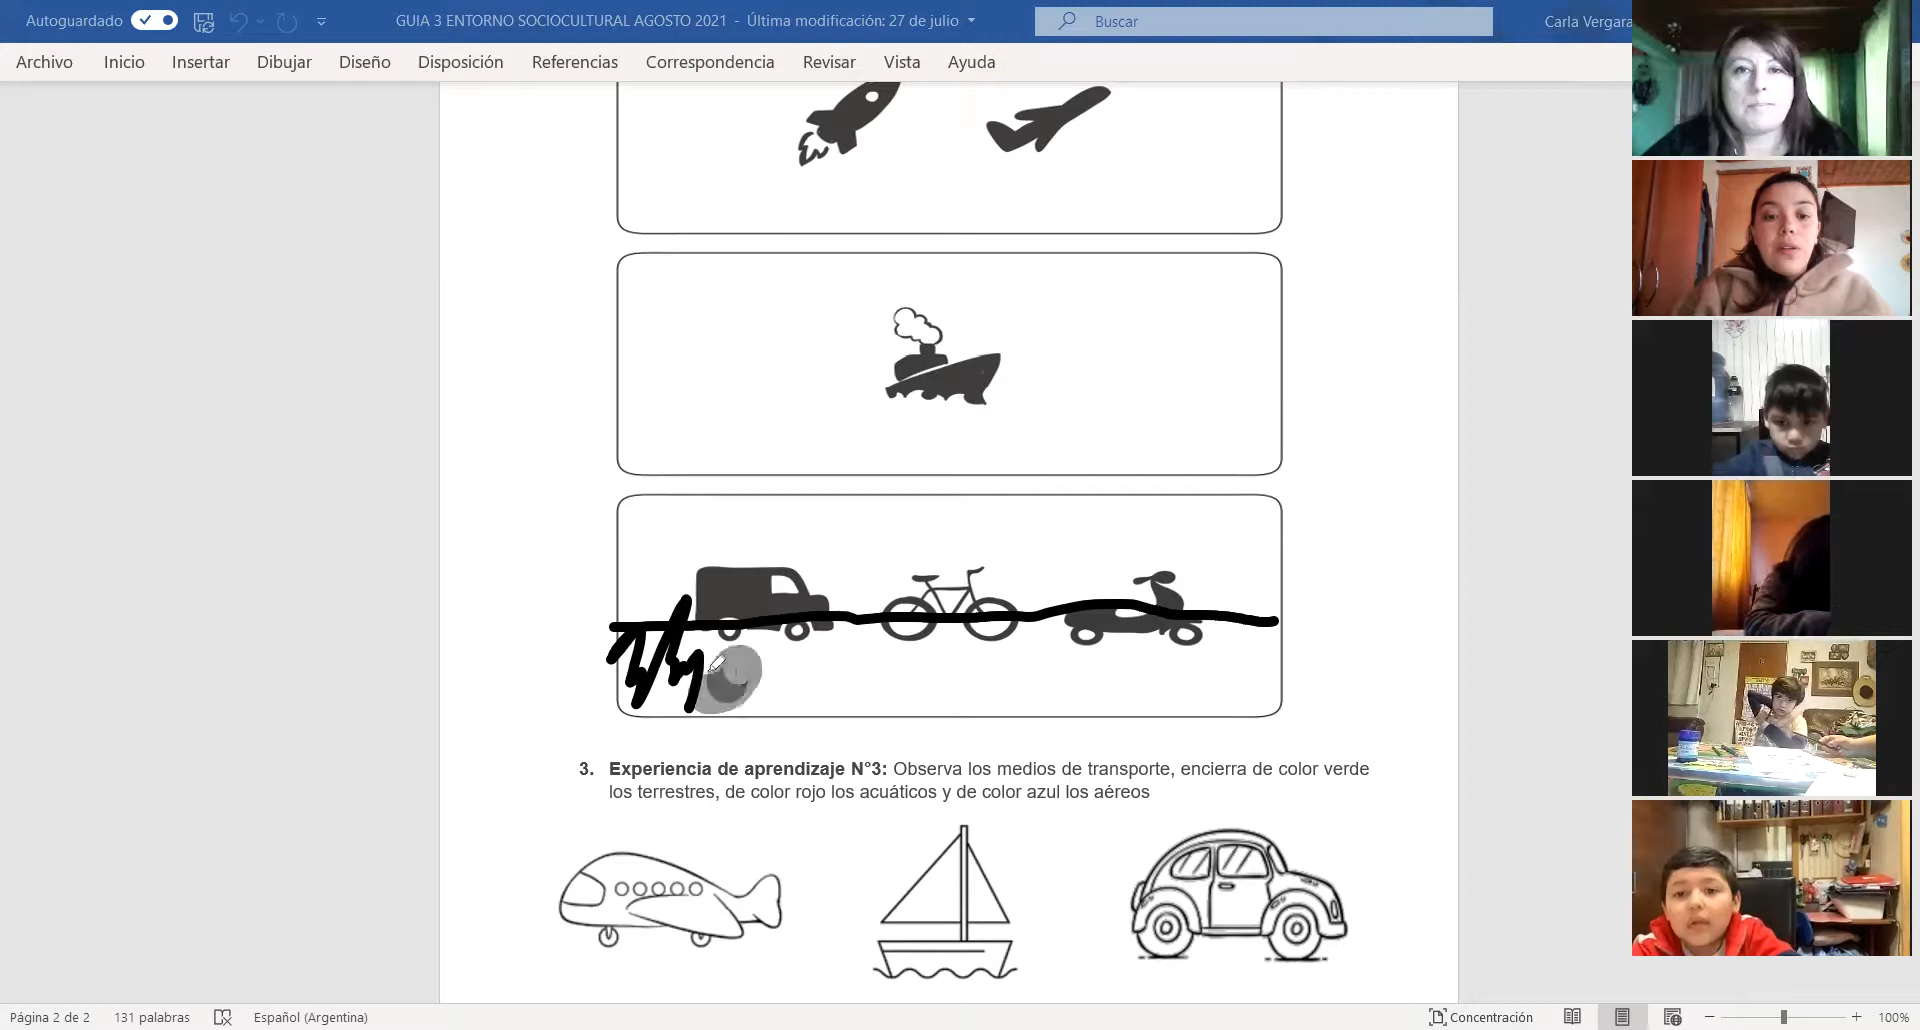 Autoguardado GUIA 3 ENTORNO SOCIOCULTURAL AGOSTO 2021 - Última modificación: 27 de julio Buscar Carla Vergara
Archivo Inicio Insertar Dibujar Diseño Disposición Referencias Correspondencia Revisar Vista Ayuda
3. Experiencia de aprendizaje N°3: Observa los medios de transporte, encierra de color verde
los terrestres, de color rojo los acuáticos y de color azul los aéreos
Página 2 de 2 131 palabras Español (Argentina) Concentración 100%